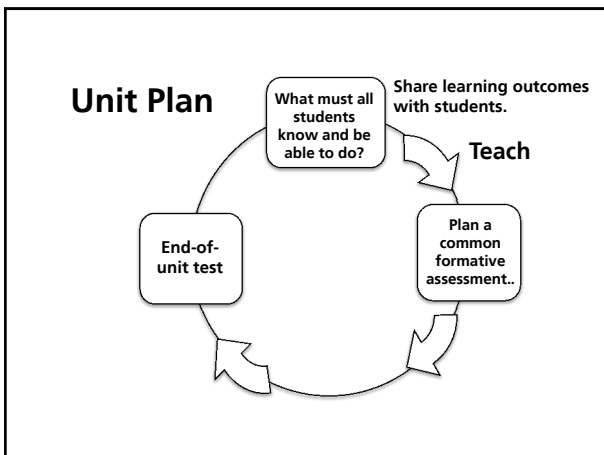 Unit Plan
What must all
students
know and be
able to do?
Share learning outcomes
with students.
Teach
Plan a
common
formative
assessment..
End-of-
unit test